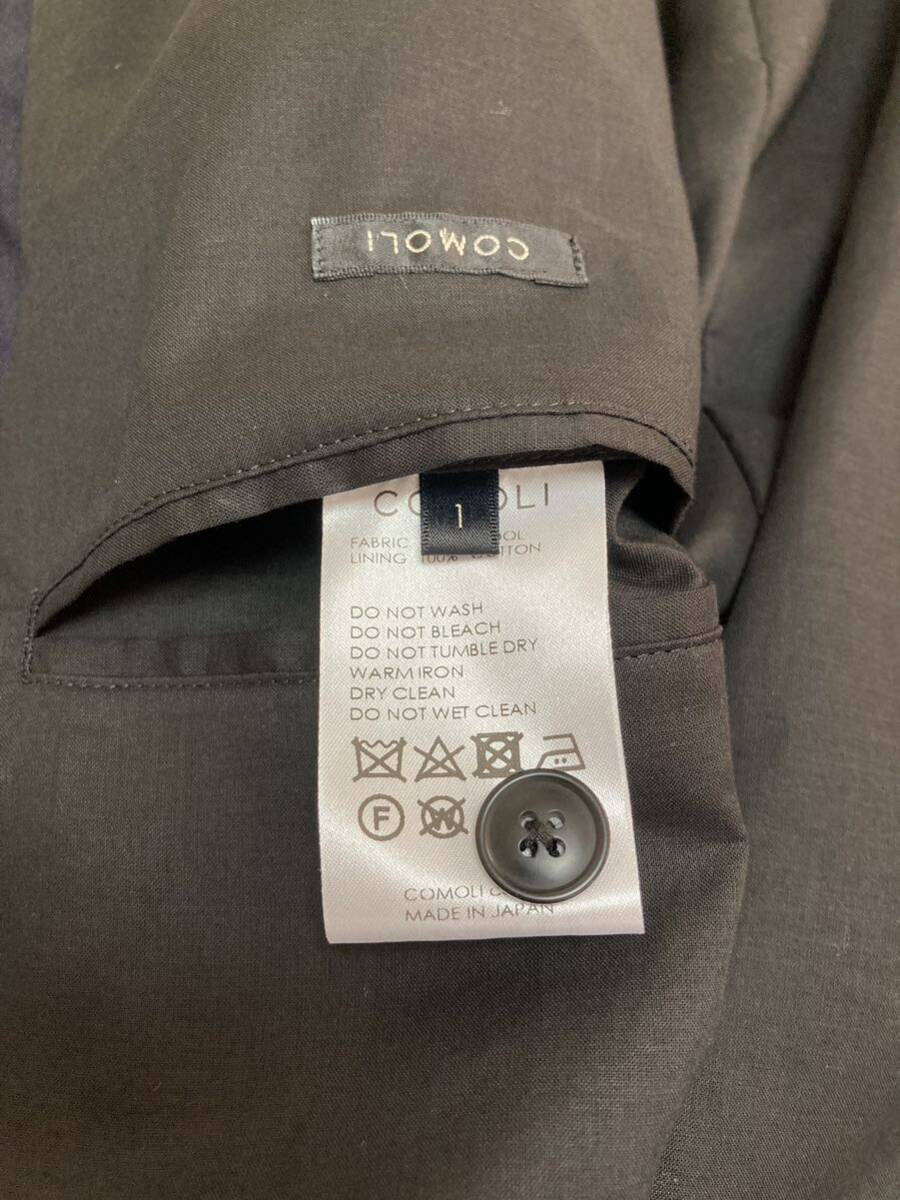 COMOLI
1
FABRIC
LINING 100% COTTON
DO NOT WASH
DO NOT BLEACH
DO NOT TUMBLE DRY
WARM IRON
DRY CLEAN
DO NOT WET CLEAN
F
W
COMOLI
MADE IN JAPAN